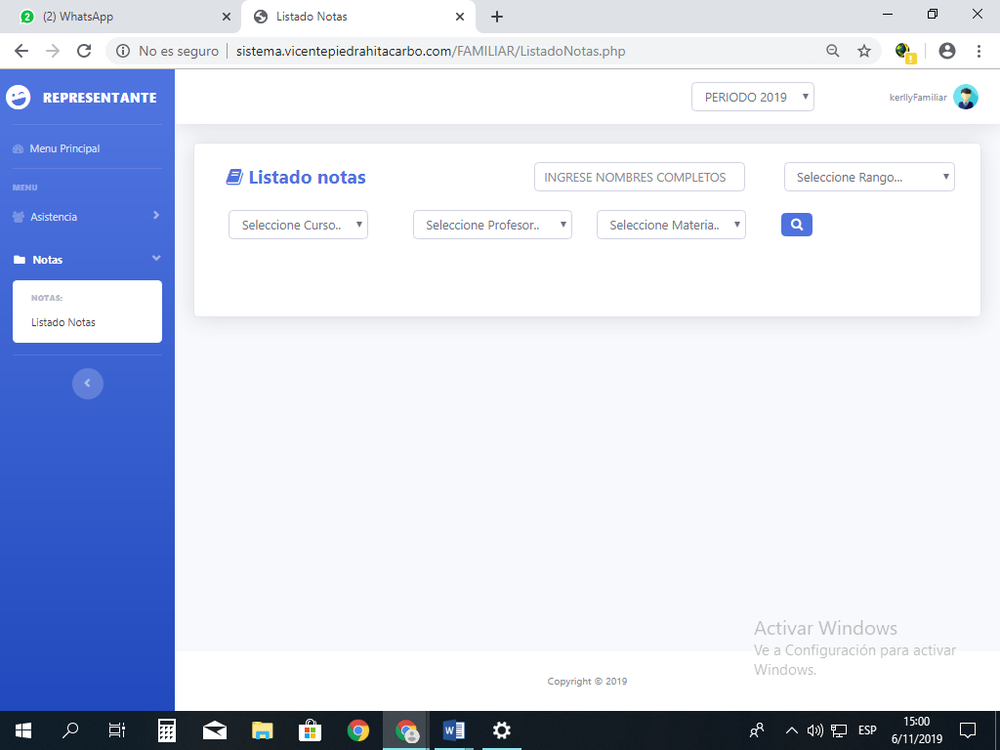 2 (2) WhatsApp
Listado Notas
No es seguro sistema.vicentepiedrahitacarbo.com/FAMILIAR/ListadoNotas.php
REPRESENTANTE
PERIODO 2019
kerllyFamiliar
Menu Principal
MENU
Asistencia
Notas
NOTAS:
Listado Notas
Listado notas
INGRESE NOMBRES COMPLETOS
Seleccione Rango...
Seleccione Curso..
Seleccione Profesor..
Seleccione Materia..
Activar Windows
Ve a Configuración para activar
Windows.
Copyright © 2019
ESP
15:00
6/11/2019